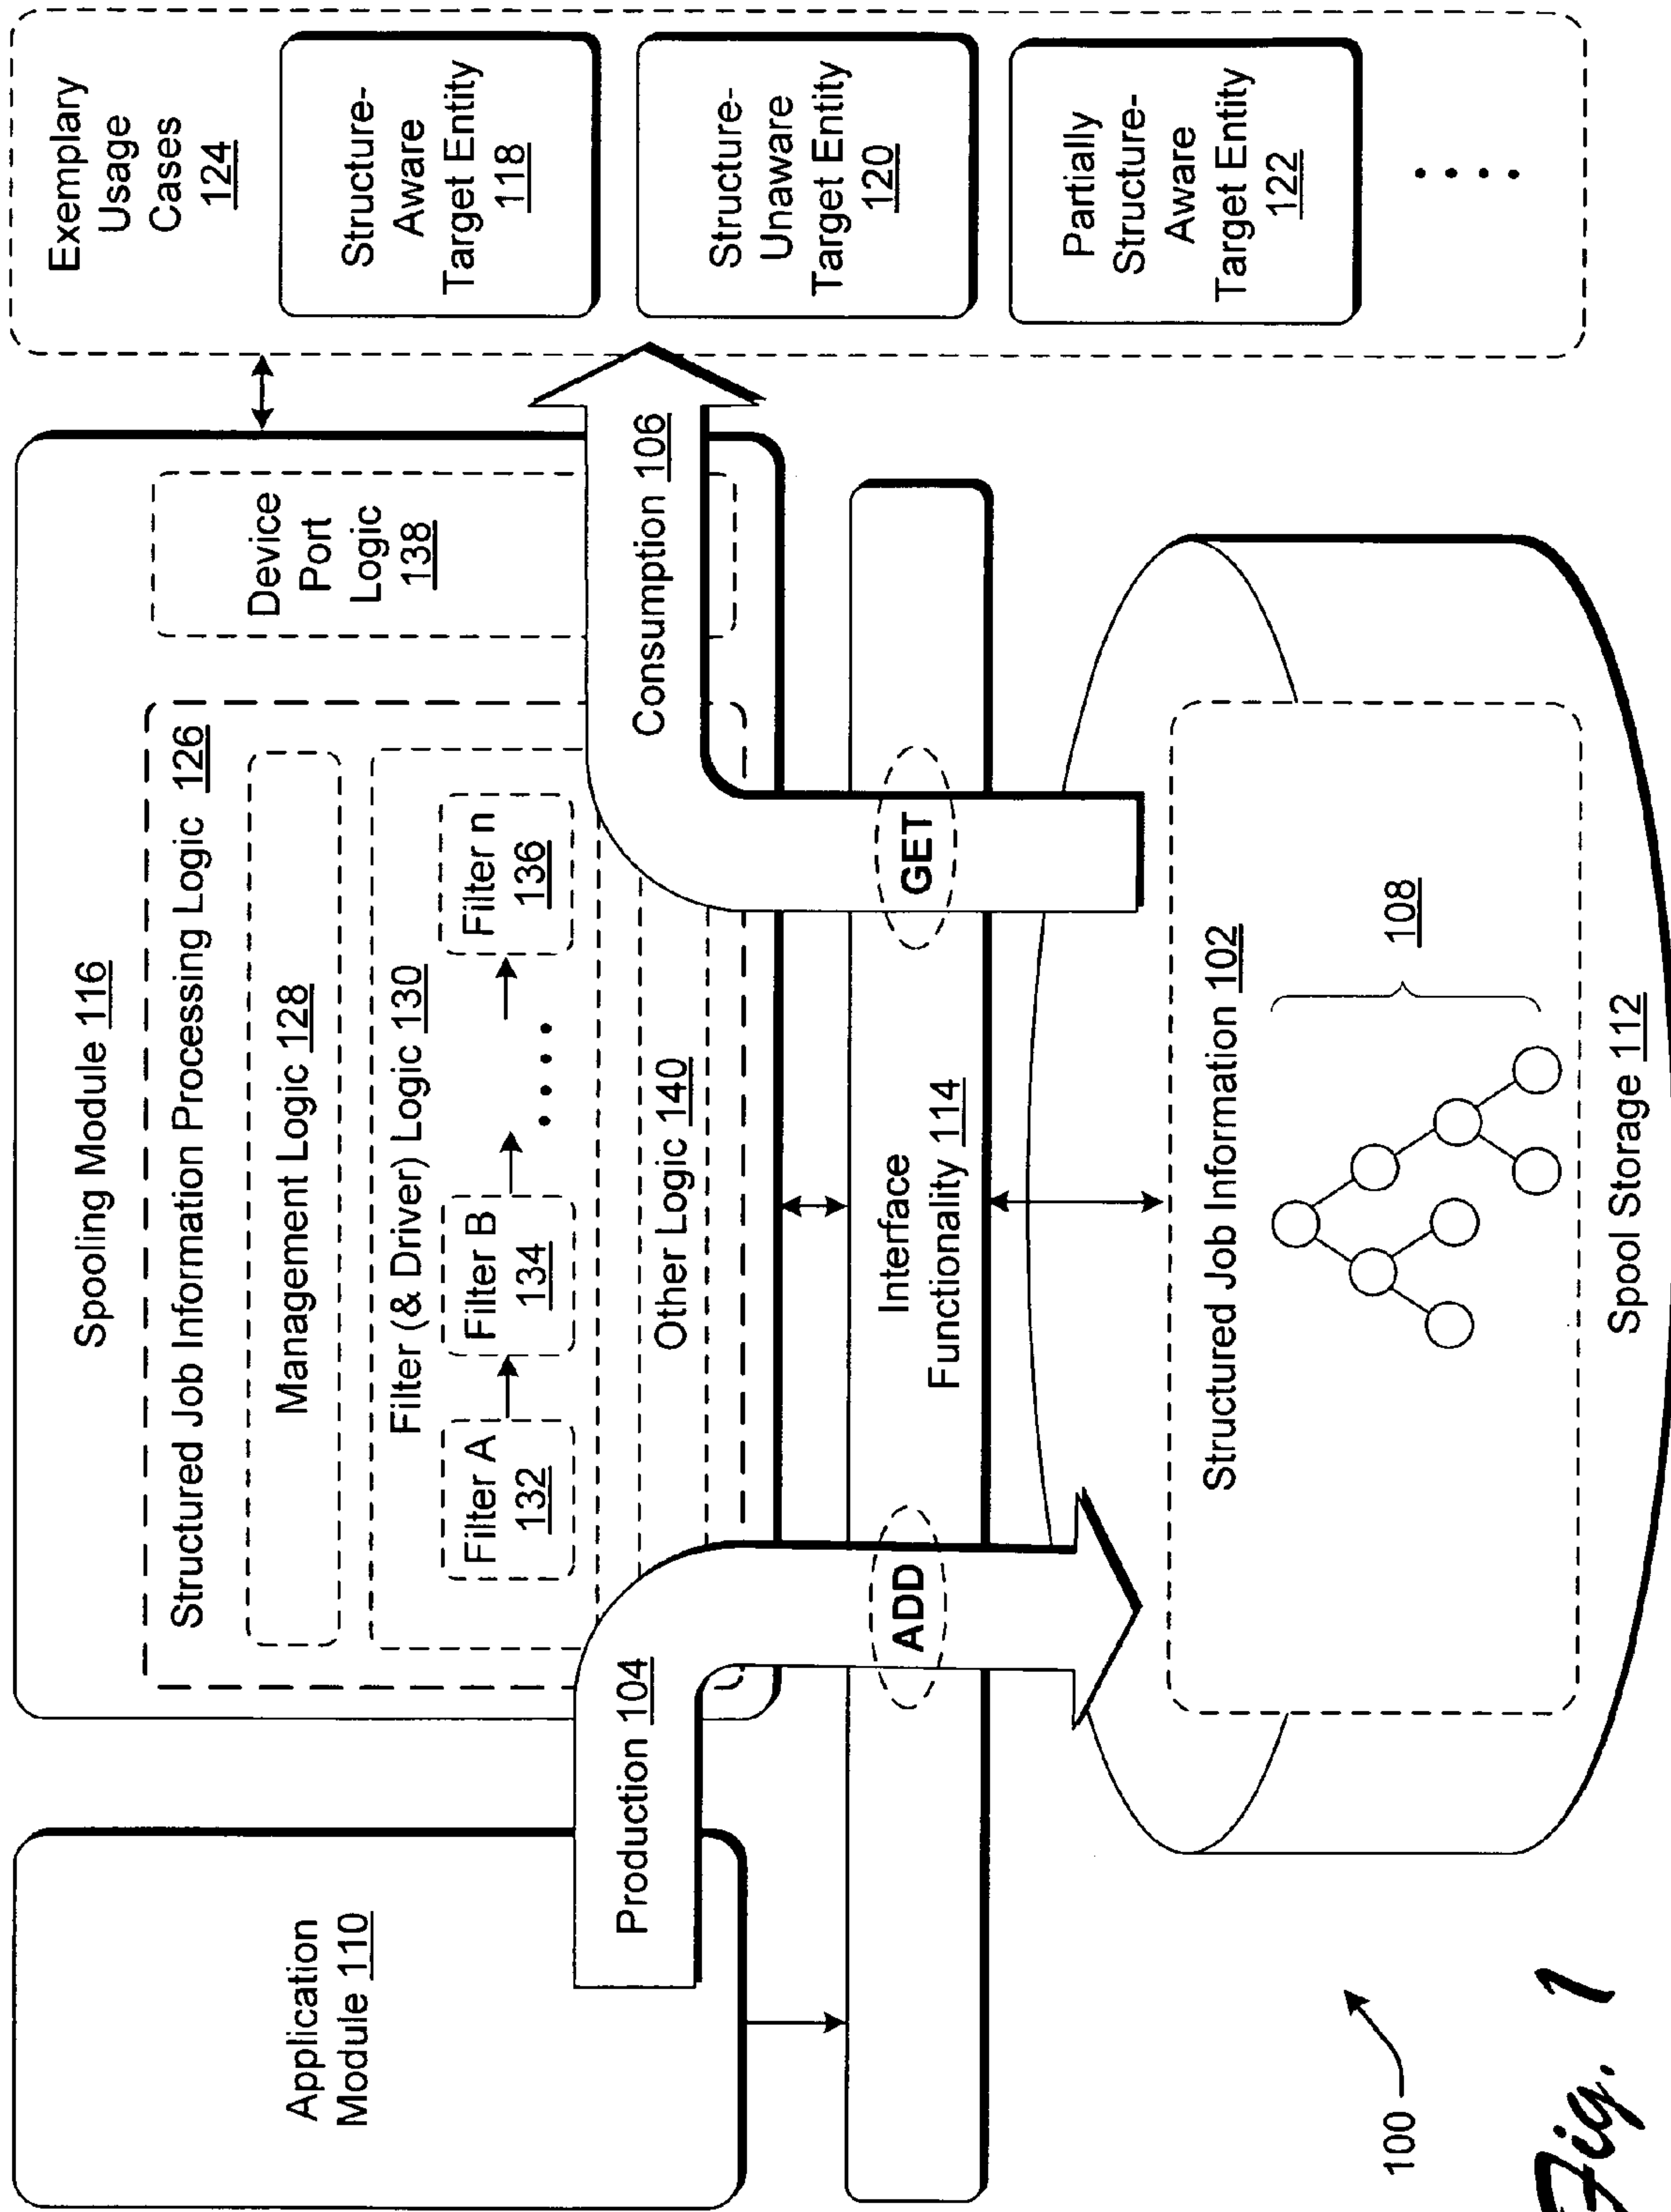 Application
Module 110
Spooling Module 116
Structured Job Information Processing Logic 126
Management Logic 128
Filter (& Driver) Logic 130
Filter A
132
Filter B
134
Filter n
136
Other Logic 140
Device
Port
Logic
138
Exemplary
Usage
Cases
124
Structure-
Aware
Target Entity
118
Structure-
Unaware
Target Entity
120
Partially
Structure-
Aware
Target Entity
122
Production 104
Consumption 106
ADD
Interface
Functionality 114
GET
Structured Job Information 102
108
Spool Storage 112
100
Fig. 1